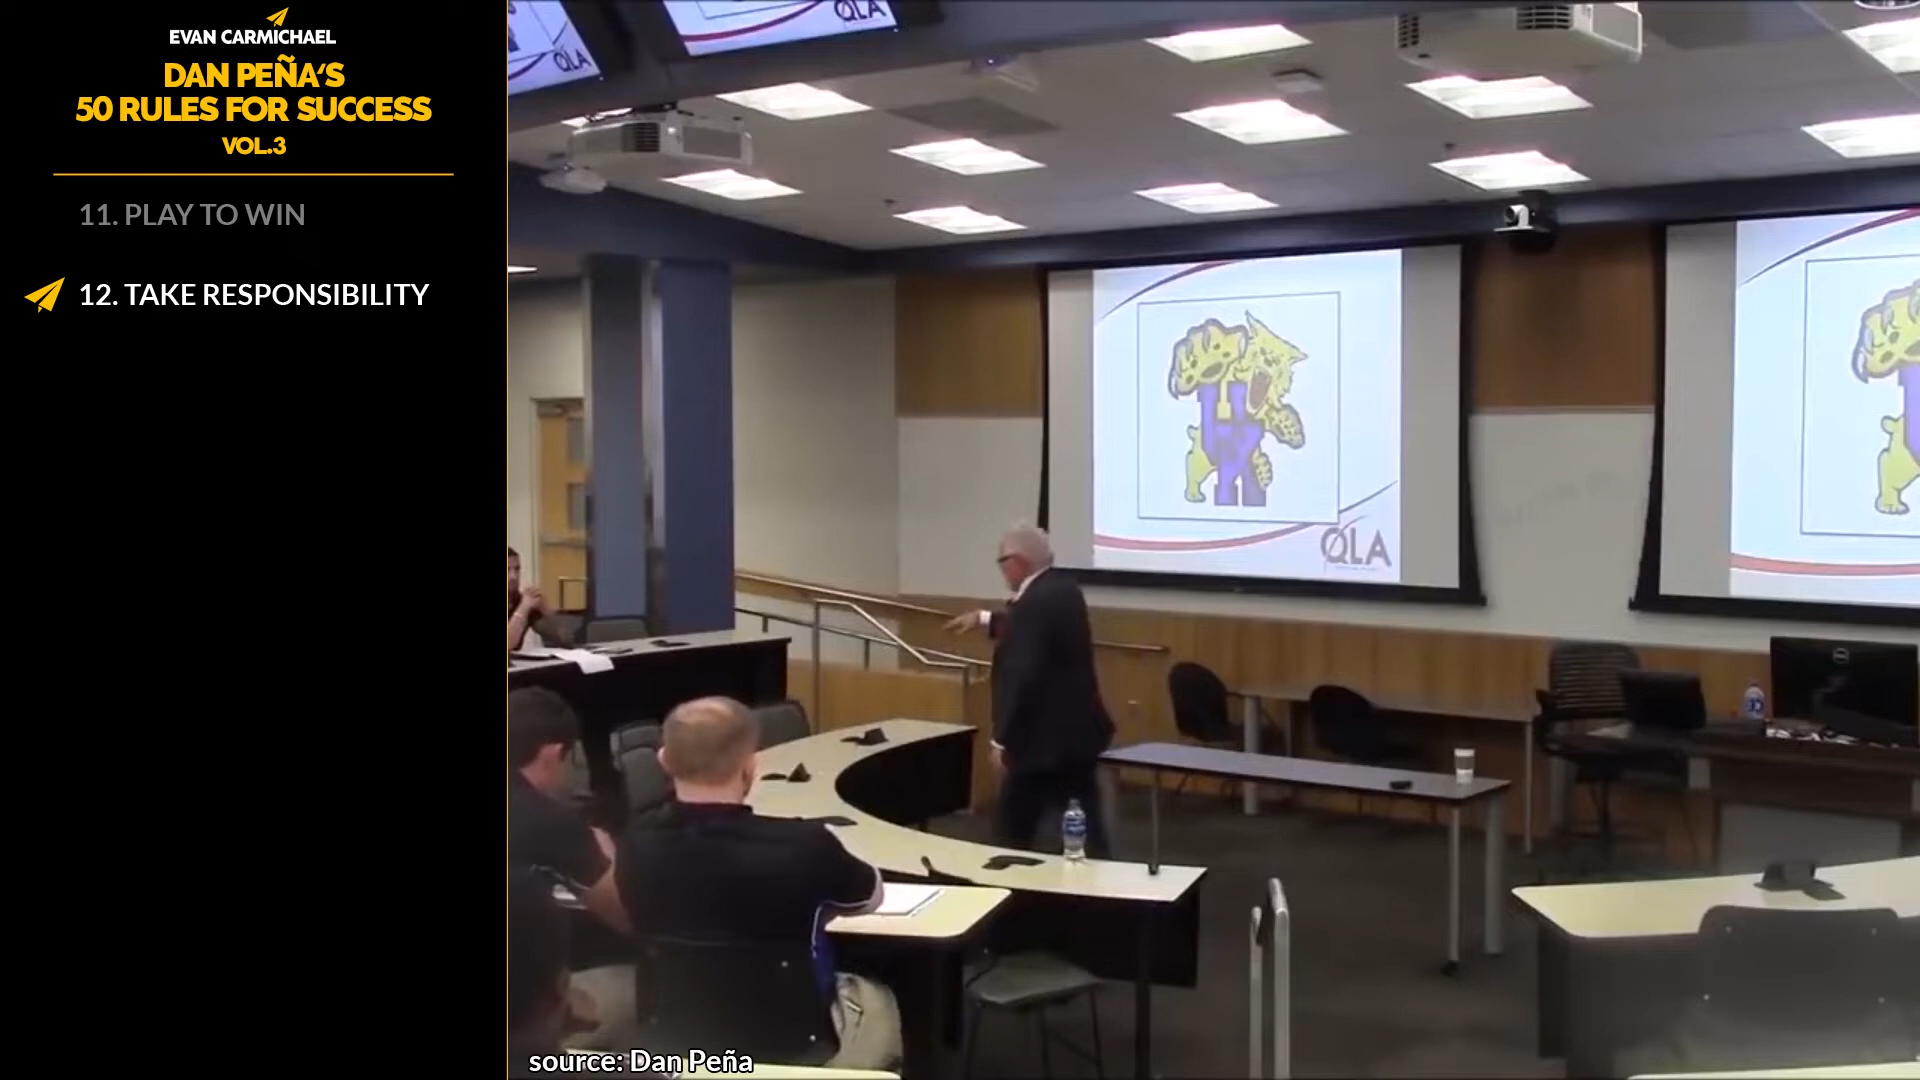 EVAN CARMICHAEL
DAN PEÑA'S
50 RULES FOR SUCCESS
VOL.3
11. PLAY TO WIN
12. TAKE RESPONSIBILITY
QLA
QLA
UK
QLA
source: Dan Peña